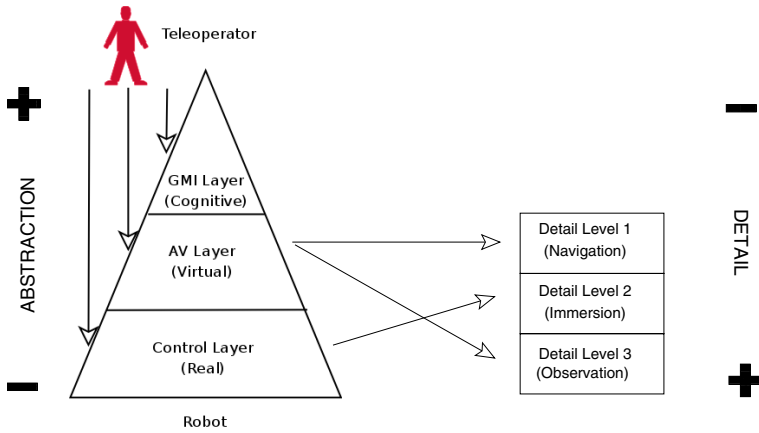 Teleoperator
+
-
ABSTRACTION
GMI Layer
(Cognitive)
AV Layer
(Virtual)
Control Layer
(Real)
Detail Level 1
(Navigation)
Detail Level 2
(Immersion)
Detail Level 3
(Observation)
DETAIL
-
+
Robot